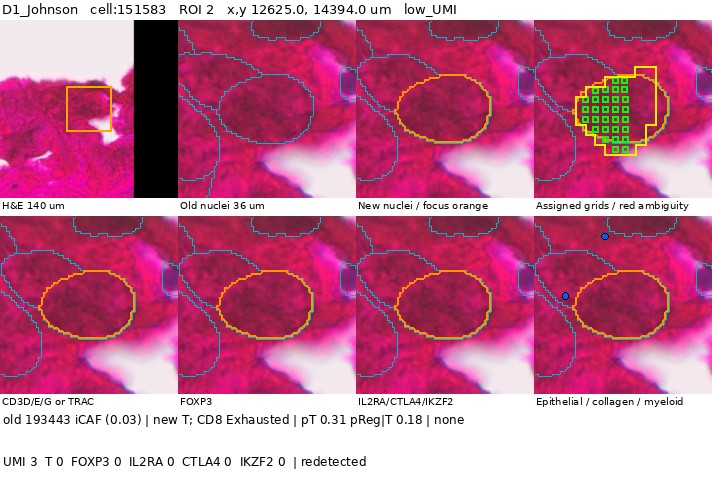 D1_Johnson   cell:151583   ROI 2   x,y 12625.0, 14394.0 um   low_UMI
H&E 140 um
Old nuclei 36 um
New nuclei / focus orange
Assigned grids / red ambiguity
CD3D/E/G or TRAC
FOXP3
IL2RA/CTLA4/IKZF2
Epithelial / collagen / myeloid
old 193443 iCAF (0.03) | new T; CD8 Exhausted | pT 0.31 pReg|T 0.18 | none
UMI 3  T 0  FOXP3 0  IL2RA 0  CTLA4 0  IKZF2 0  | redetected